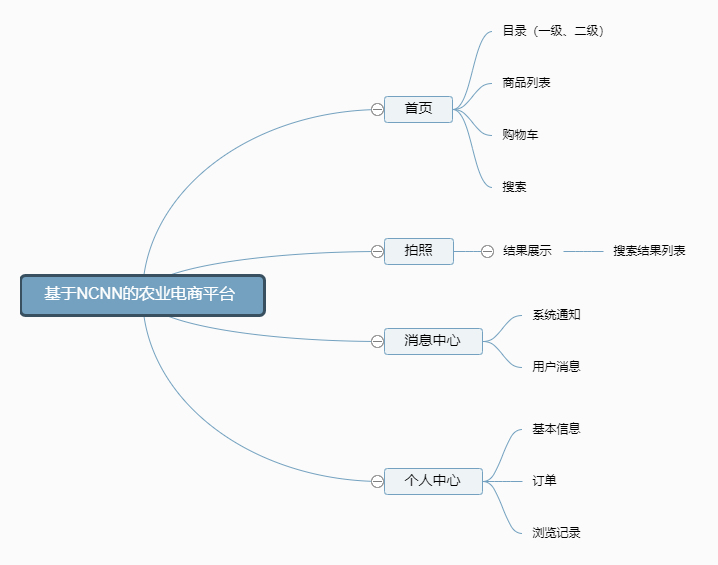 目录（一级、二级）
商品列表
首页
购物车
搜索
拍照
结果展示
搜索结果列表
基于NCNN的农业电商平台
系统通知
消息中心
用户消息
基本信息
个人中心
订单
浏览记录